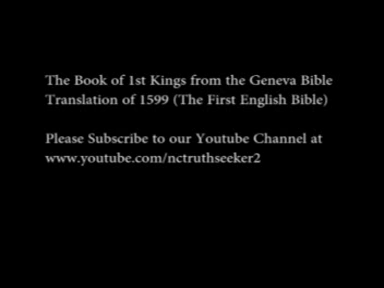 The Book of 1st Kings from the Geneva Bible
Translation of 1599 (The First English Bible)
Please Subscribe to our Youtube Channel at
www.youtube.com/nctruthseeker2